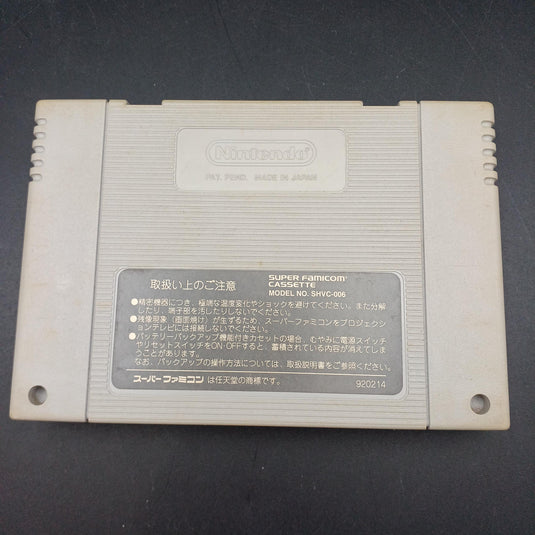 Nintendo®
PAT. PEND. MADE IN JAPAN
取扱い上のご注意
SUPER FAMICOM™
CASSETTE
MODEL NO. SHVC-006
●精密機器につき、極端な温度変化やショックを避けてください。また分解
したり、端子部を汚したりしないでください。
●残像現象（画面焼け）が生ずるため、スーパーファミコンをプロジェクシ
ョンテレビには接続しないでください。
●バッテリーバックアップ機能付きカセットの場合、むやみに電源スイッチ
やリセットスイッチをON・OFFすると、蓄積されている内容が消えてしま
うことがあります。
なお、バックアップの操作方法については、取扱説明書をご参照ください。
スーパーファミコン は任天堂の商標です。
920214